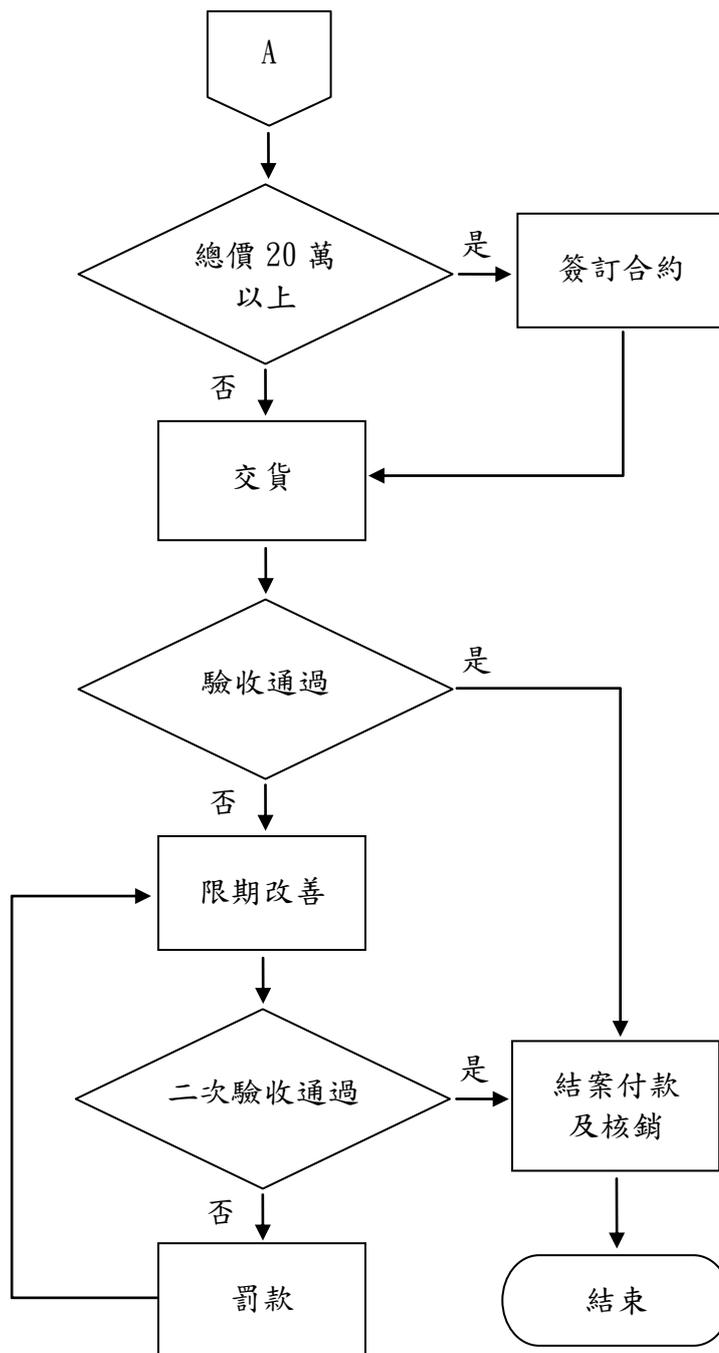 A
總價 20 萬
以上
是
簽訂合約
否
交貨
驗收通過
是
否
限期改善
二次驗收通過
是
結案付款
及核銷
否
罰款
結束